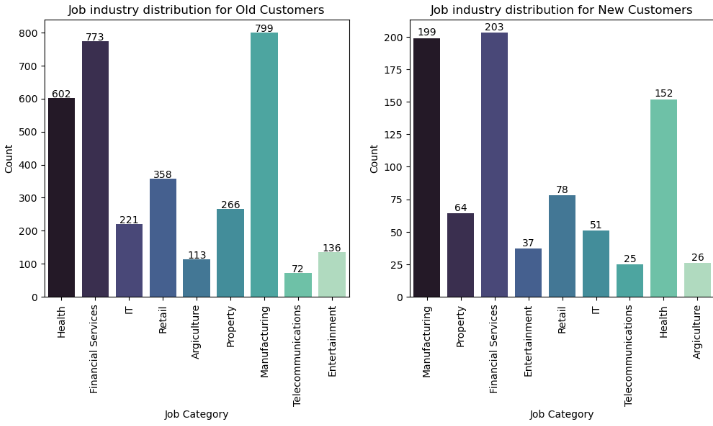 Job industry distribution for Old Customers
Count
800
700
600
500
400
300
200
100
0
602
773
221
358
113
266
799
72
136
Health
Financial Services
IT
Retail
Argiculture
Property
Manufacturing
Telecommunications
Entertainment
Job Category
Job industry distribution for New Customers
Count
200
175
150
125
100
75
50
25
0
199
64
203
37
78
51
25
152
26
Manufacturing
Property
Financial Services
Entertainment
Retail
IT
Telecommunications
Health
Argiculture
Job Category